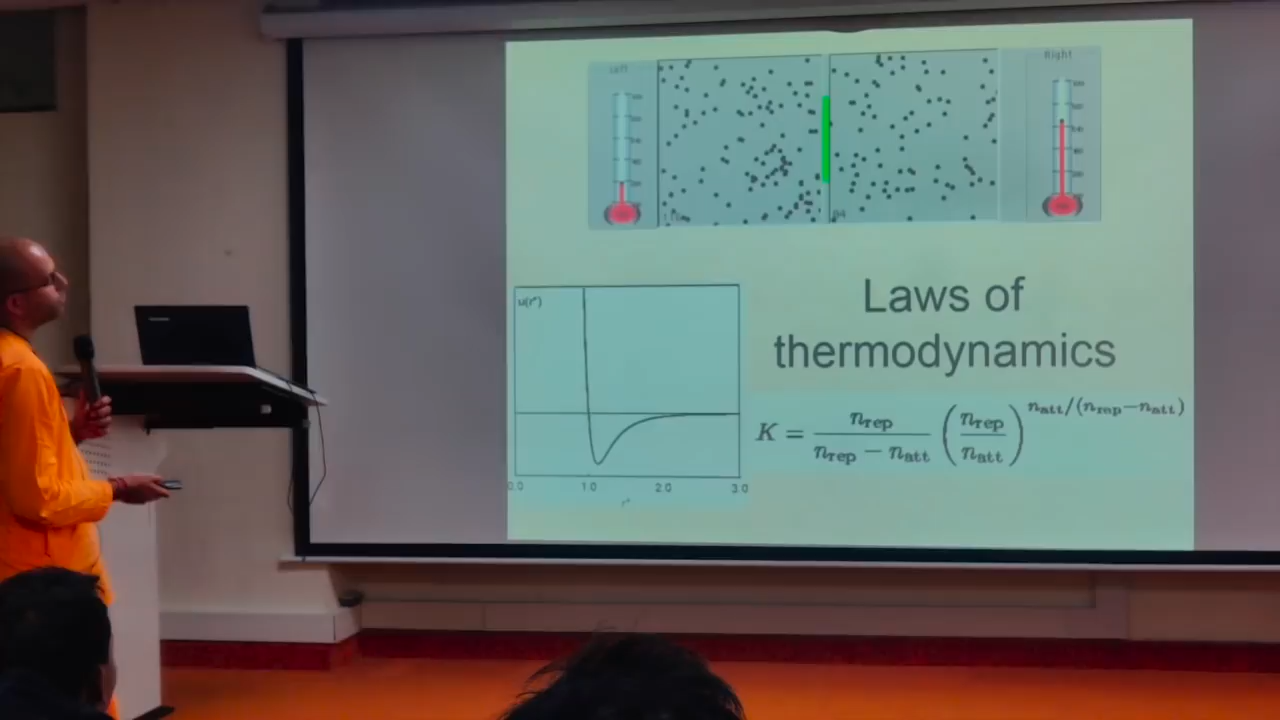 Left
Right
94
Laws of
thermodynamics
u(r*)
K = n_rep / (n_rep − n_att) (n_rep / n_att)^{n_att/(n_rep−n_att)}
0.0 1.0 2.0 3.0
r*